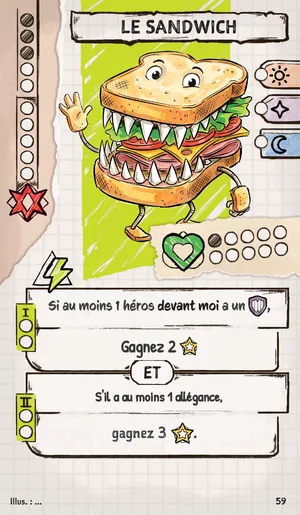 LE SANDWICH
I
Si au moins 1 héros devant moi a un ,
Gagnez 2
ET
II
S'il a au moins 1 allégance,
gagnez 3 .
Illus. : ...
59